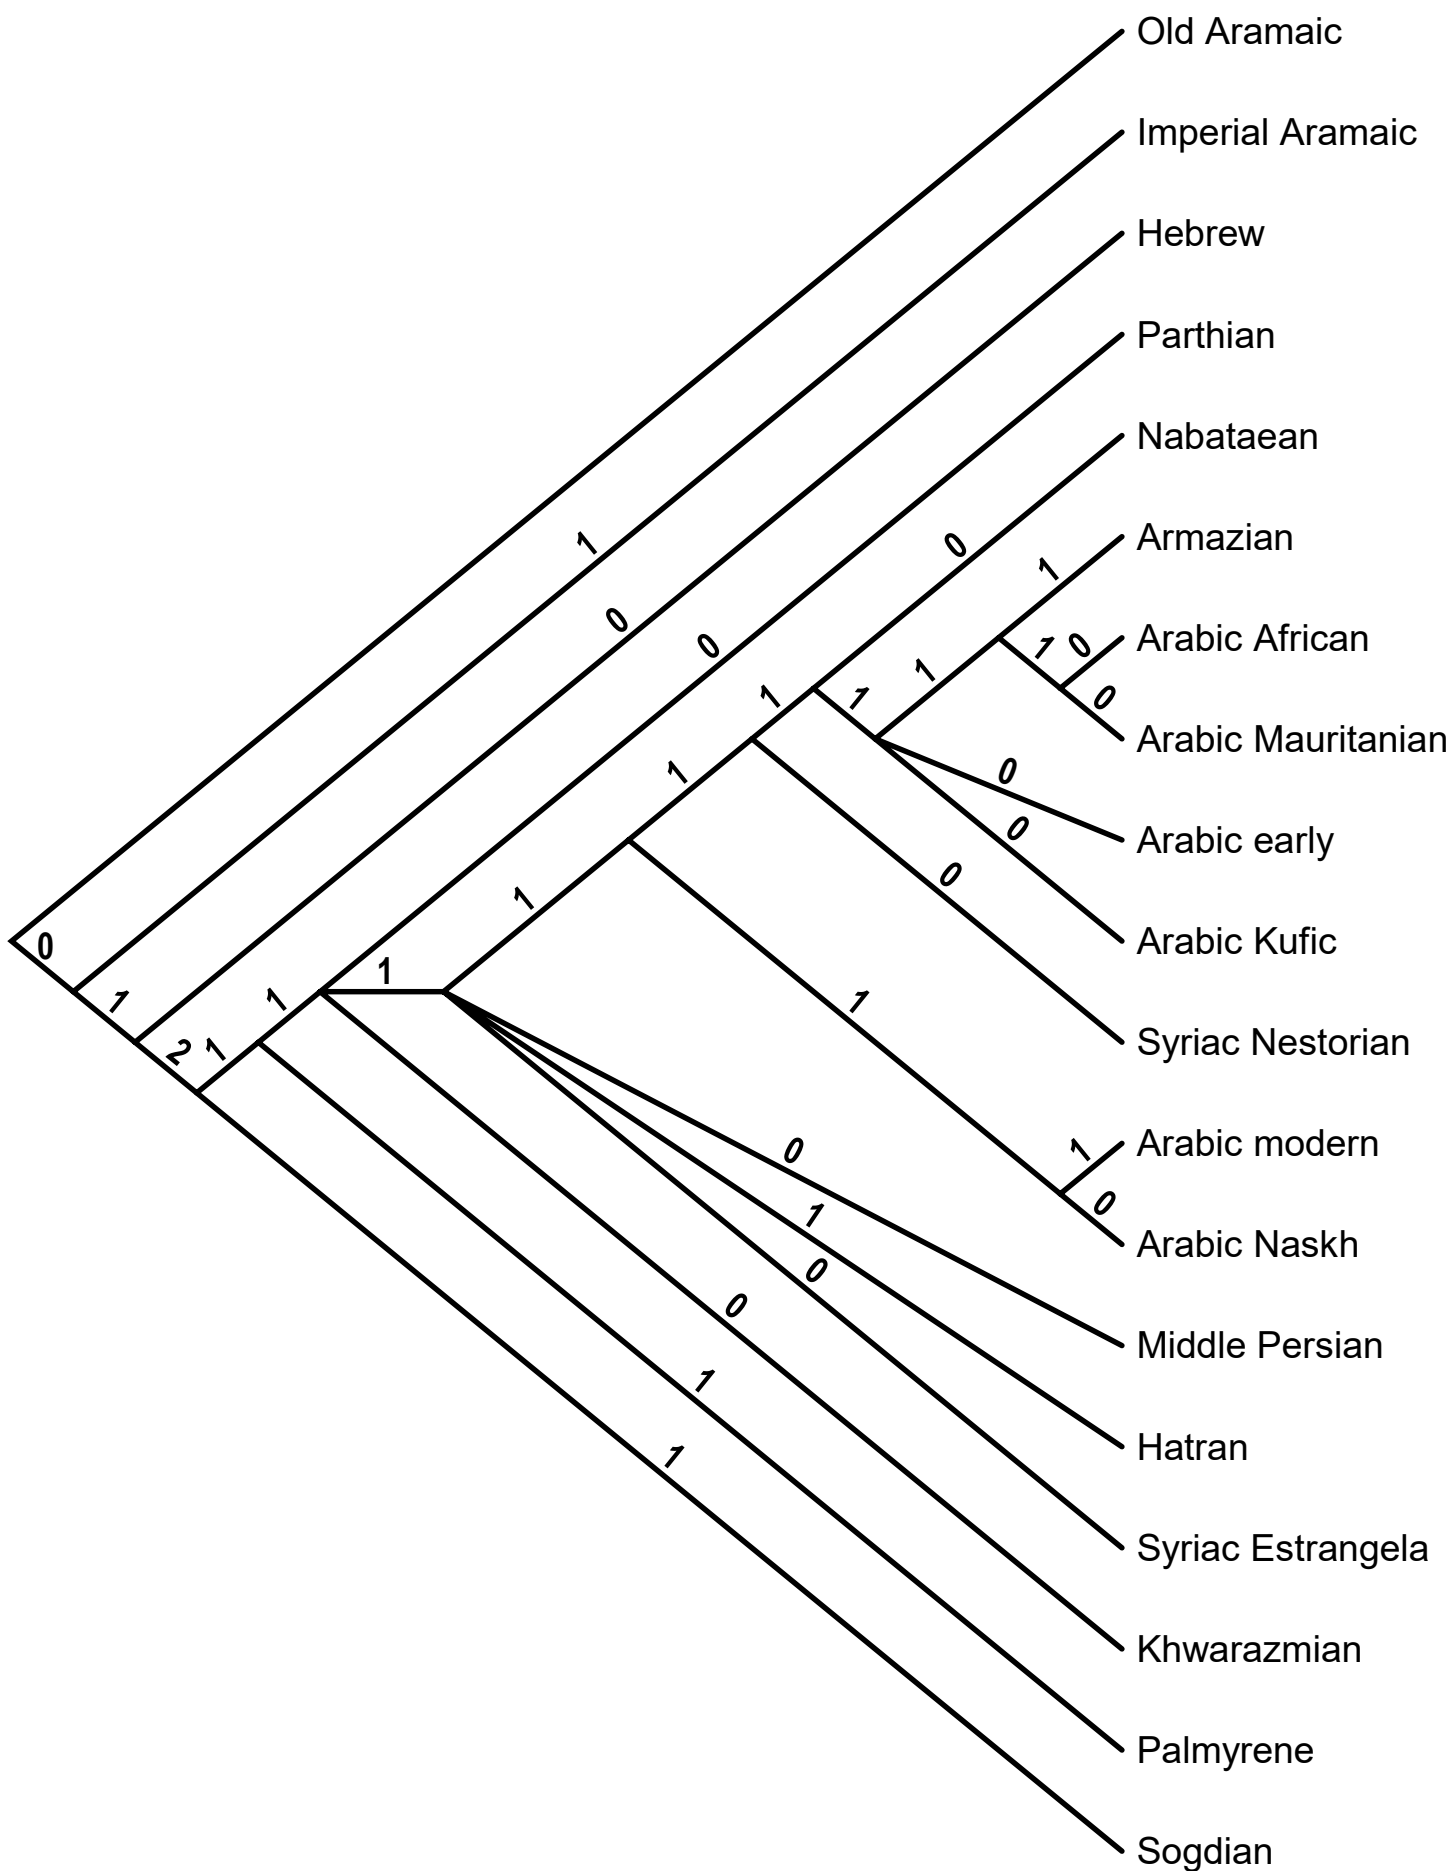 Old Aramaic
Imperial Aramaic
Hebrew
Parthian
Nabataean
Armazian
1
0
1
Arabic African
0
1 0
0
1
1
0
1
Arabic Mauritanian
1
0
Arabic early
0
0
1
Arabic Kufic
0
1
1
1
1
Syriac Nestorian
2 1
Arabic modern
0
1
0
Arabic Naskh
1
0
0
Middle Persian
1
Hatran
1
Syriac Estrangela
Khwarazmian
Palmyrene
Sogdian